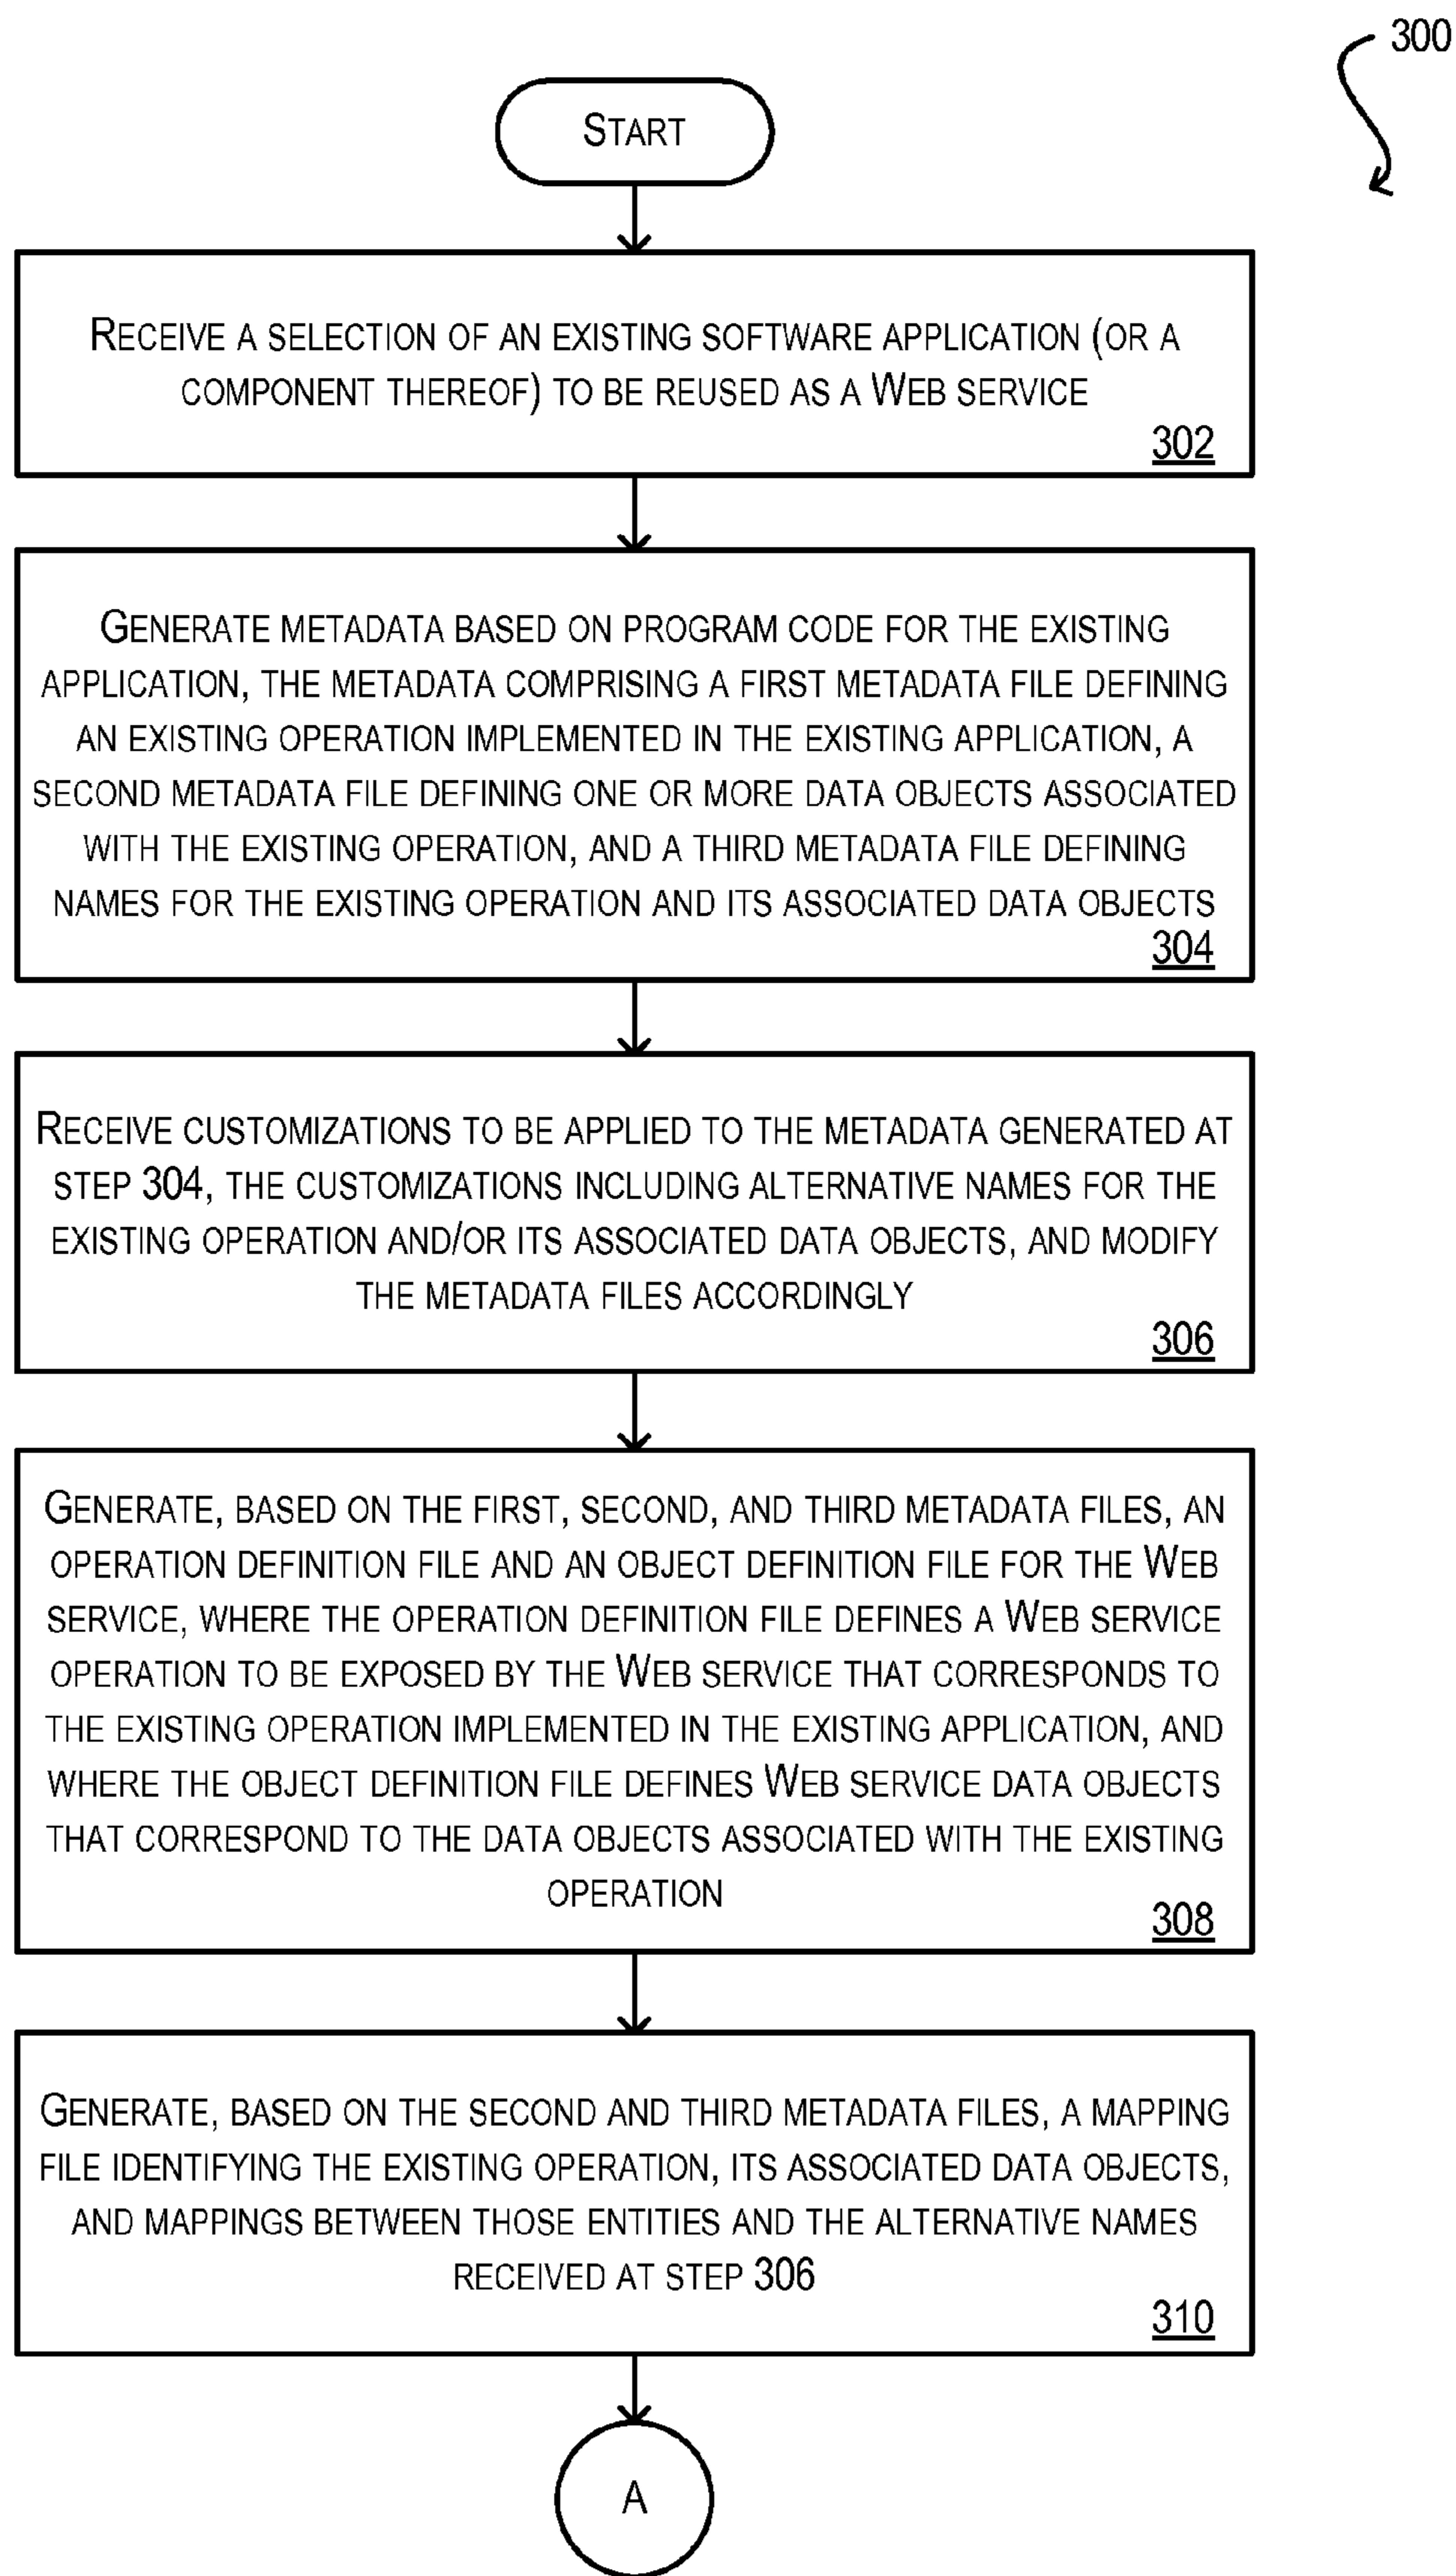 300
START
RECEIVE A SELECTION OF AN EXISTING SOFTWARE APPLICATION (OR A
COMPONENT THEREOF) TO BE REUSED AS A WEB SERVICE
302
GENERATE METADATA BASED ON PROGRAM CODE FOR THE EXISTING
APPLICATION, THE METADATA COMPRISING A FIRST METADATA FILE DEFINING
AN EXISTING OPERATION IMPLEMENTED IN THE EXISTING APPLICATION, A
SECOND METADATA FILE DEFINING ONE OR MORE DATA OBJECTS ASSOCIATED
WITH THE EXISTING OPERATION, AND A THIRD METADATA FILE DEFINING
NAMES FOR THE EXISTING OPERATION AND ITS ASSOCIATED DATA OBJECTS
304
RECEIVE CUSTOMIZATIONS TO BE APPLIED TO THE METADATA GENERATED AT
STEP 304, THE CUSTOMIZATIONS INCLUDING ALTERNATIVE NAMES FOR THE
EXISTING OPERATION AND/OR ITS ASSOCIATED DATA OBJECTS, AND MODIFY
THE METADATA FILES ACCORDINGLY
306
GENERATE, BASED ON THE FIRST, SECOND, AND THIRD METADATA FILES, AN
OPERATION DEFINITION FILE AND AN OBJECT DEFINITION FILE FOR THE WEB
SERVICE, WHERE THE OPERATION DEFINITION FILE DEFINES A WEB SERVICE
OPERATION TO BE EXPOSED BY THE WEB SERVICE THAT CORRESPONDS TO
THE EXISTING OPERATION IMPLEMENTED IN THE EXISTING APPLICATION, AND
WHERE THE OBJECT DEFINITION FILE DEFINES WEB SERVICE DATA OBJECTS
THAT CORRESPOND TO THE DATA OBJECTS ASSOCIATED WITH THE EXISTING
OPERATION
308
GENERATE, BASED ON THE SECOND AND THIRD METADATA FILES, A MAPPING
FILE IDENTIFYING THE EXISTING OPERATION, ITS ASSOCIATED DATA OBJECTS,
AND MAPPINGS BETWEEN THOSE ENTITIES AND THE ALTERNATIVE NAMES
RECEIVED AT STEP 306
310
A